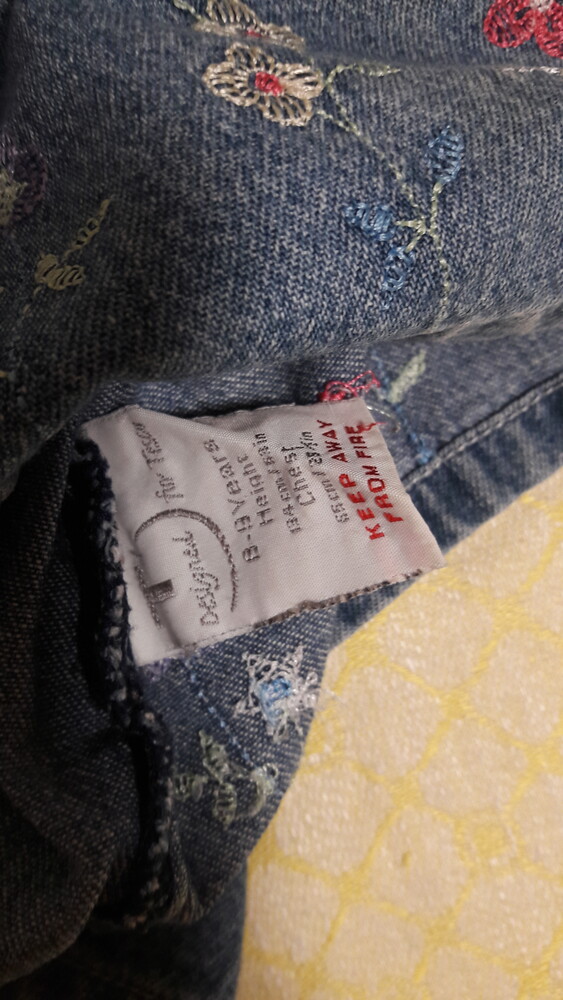 T
Designed for Tesco
8-9 Years
Height
Chest
KEEP AWAY
FROM FIRE